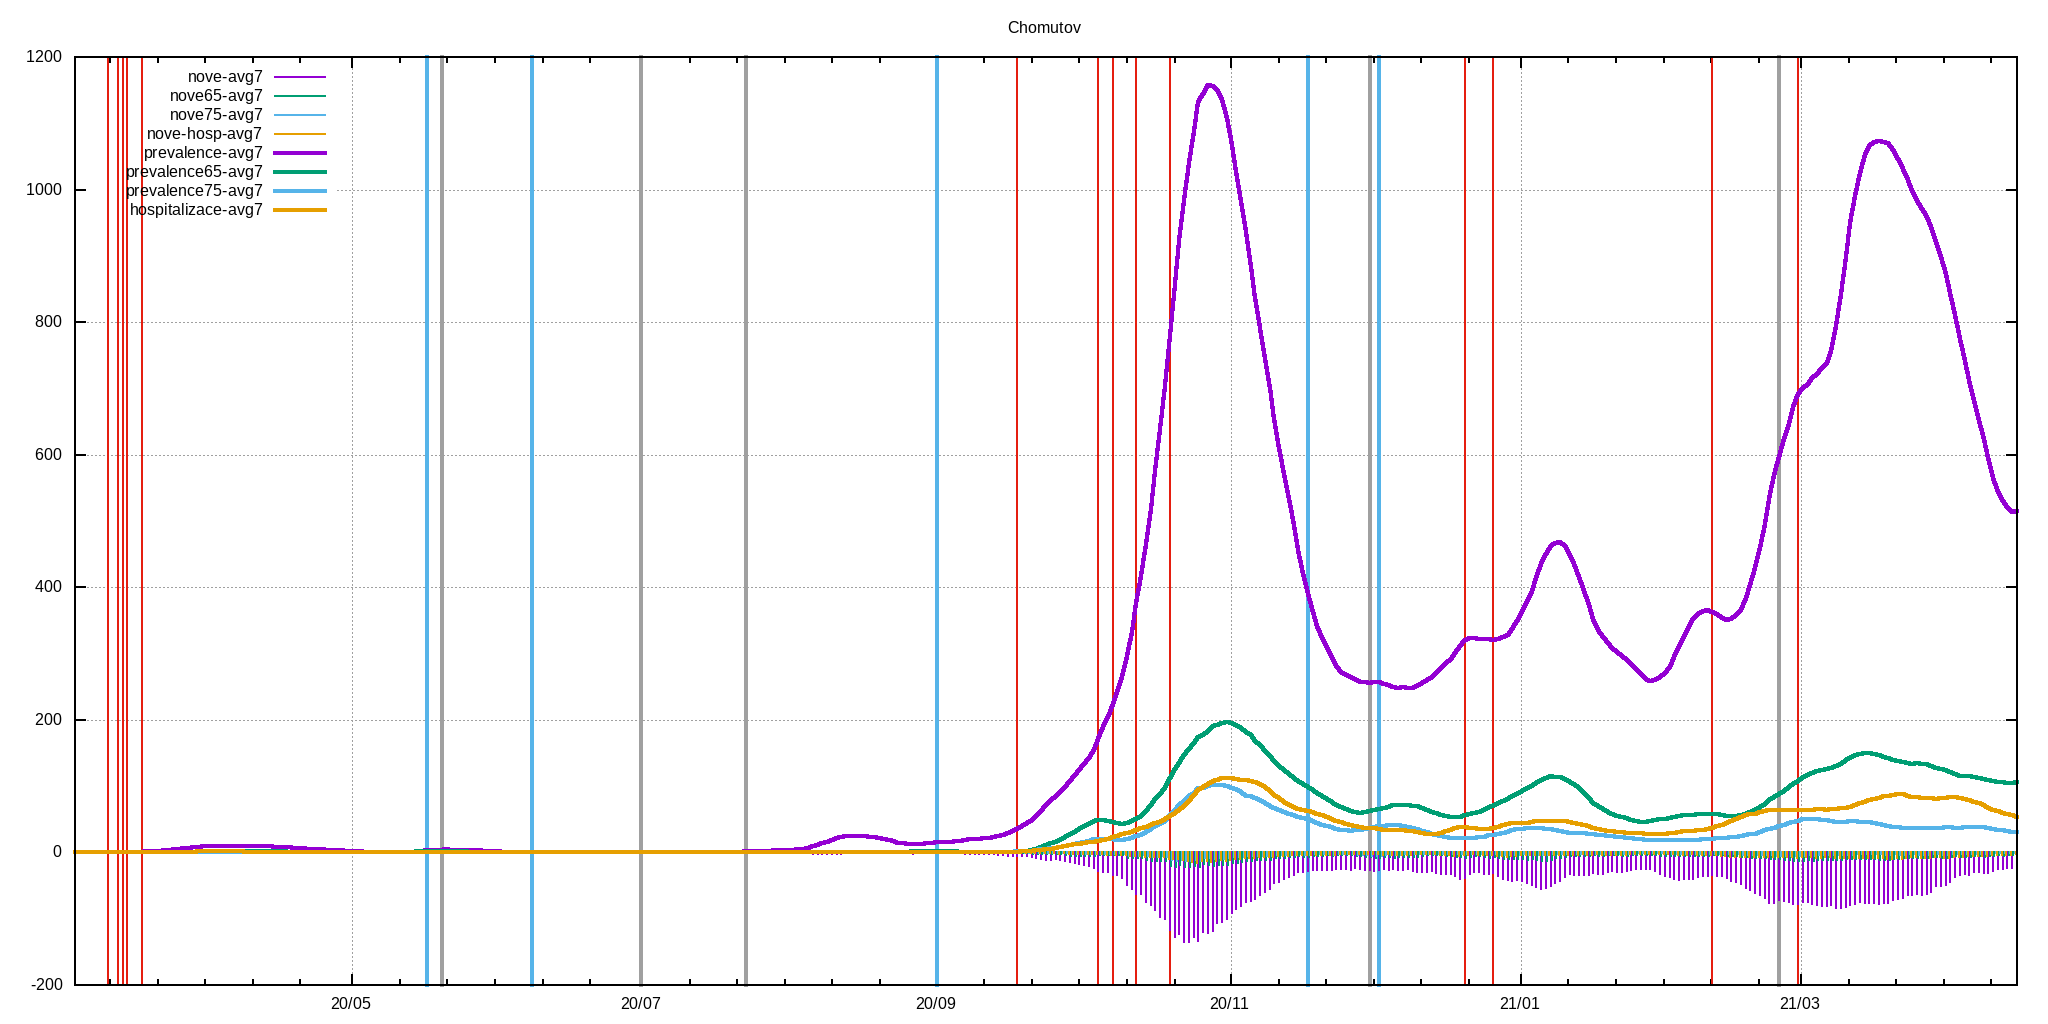 Chomutov
1200
1000
800
600
400
200
0
-200
nove-avg7
nove65-avg7
nove75-avg7
nove-hosp-avg7
prevalence-avg7
prevalence65-avg7
prevalence75-avg7
hospitalizace-avg7
20/05 20/07 20/09 20/11 21/01 21/03